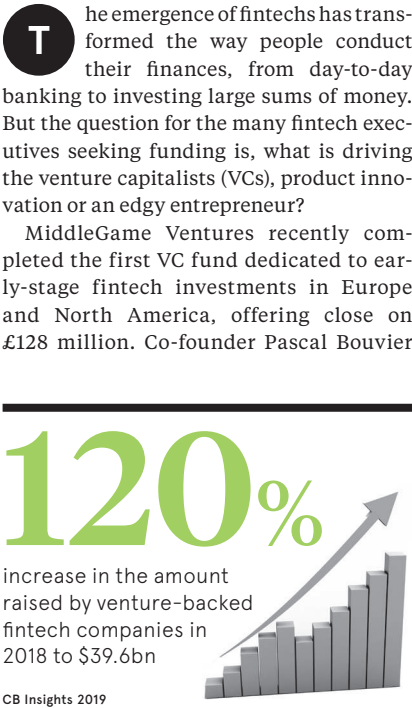 The emergence of fintechs has trans-
formed the way people conduct
their finances, from day-to-day
banking to investing large sums of money.
But the question for the many fintech exec-
utives seeking funding is, what is driving
the venture capitalists (VCs), product inno-
vation or an edgy entrepreneur?
MiddleGame Ventures recently com-
pleted the first VC fund dedicated to ear-
ly-stage fintech investments in Europe
and North America, offering close on
£128 million. Co-founder Pascal Bouvier
120%
increase in the amount
raised by venture-backed
fintech companies in
2018 to $39.6bn
CB Insights 2019